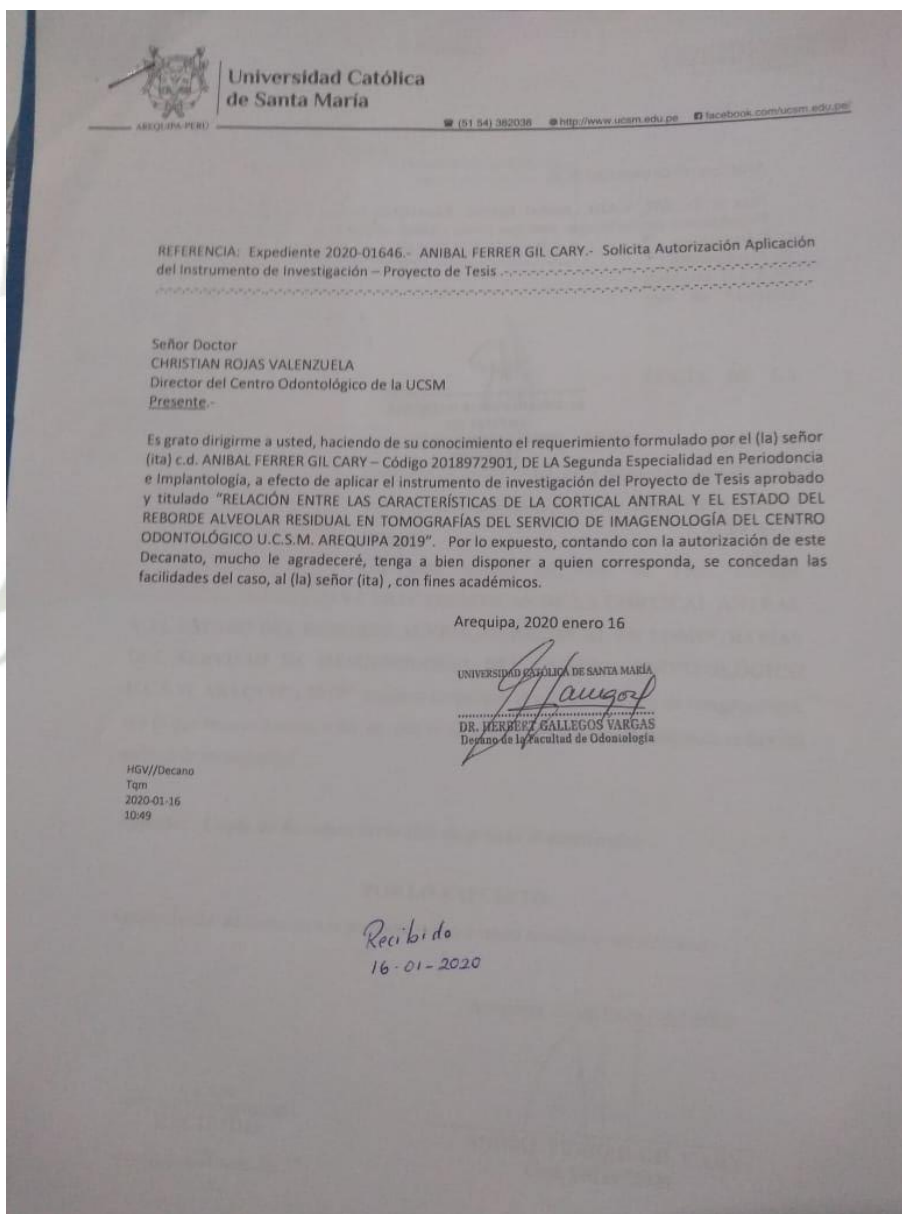 Universidad Católica
de Santa María
AREQUIPA-PERÚ
(51 54) 382038 http://www.ucsm.edu.pe facebook.com/ucsm.edu.pe/
REFERENCIA: Expediente 2020-01646.- ANIBAL FERRER GIL CARY.- Solicita Autorización Aplicación
del Instrumento de Investigación – Proyecto de Tesis .-.-.-.-.-.-.-.-.-.-.-.-.-.-.-.-.-.-.-.-.-.-.-
Señor Doctor
CHRISTIAN ROJAS VALENZUELA
Director del Centro Odontológico de la UCSM
Presente.-
Es grato dirigirme a usted, haciendo de su conocimiento el requerimiento formulado por el (la) señor
(ita) c.d. ANIBAL FERRER GIL CARY – Código 2018972901, DE LA Segunda Especialidad en Periodoncia
e Implantología, a efecto de aplicar el instrumento de investigación del Proyecto de Tesis aprobado
y titulado "RELACIÓN ENTRE LAS CARACTERÍSTICAS DE LA CORTICAL ANTRAL Y EL ESTADO DEL
REBORDE ALVEOLAR RESIDUAL EN TOMOGRAFÍAS DEL SERVICIO DE IMAGENOLOGÍA DEL CENTRO
ODONTOLÓGICO U.C.S.M. AREQUIPA 2019". Por lo expuesto, contando con la autorización de este
Decanato, mucho le agradeceré, tenga a bien disponer a quien corresponda, se concedan las
facilidades del caso, al (la) señor (ita) , con fines académicos.
Arequipa, 2020 enero 16
UNIVERSIDAD CATÓLICA DE SANTA MARÍA
DR. HERBERT GALLEGOS VARGAS
Decano de la Facultad de Odontología
HGV//Decano
Tqm
2020-01-16
10:49
Recibido
16-01-2020